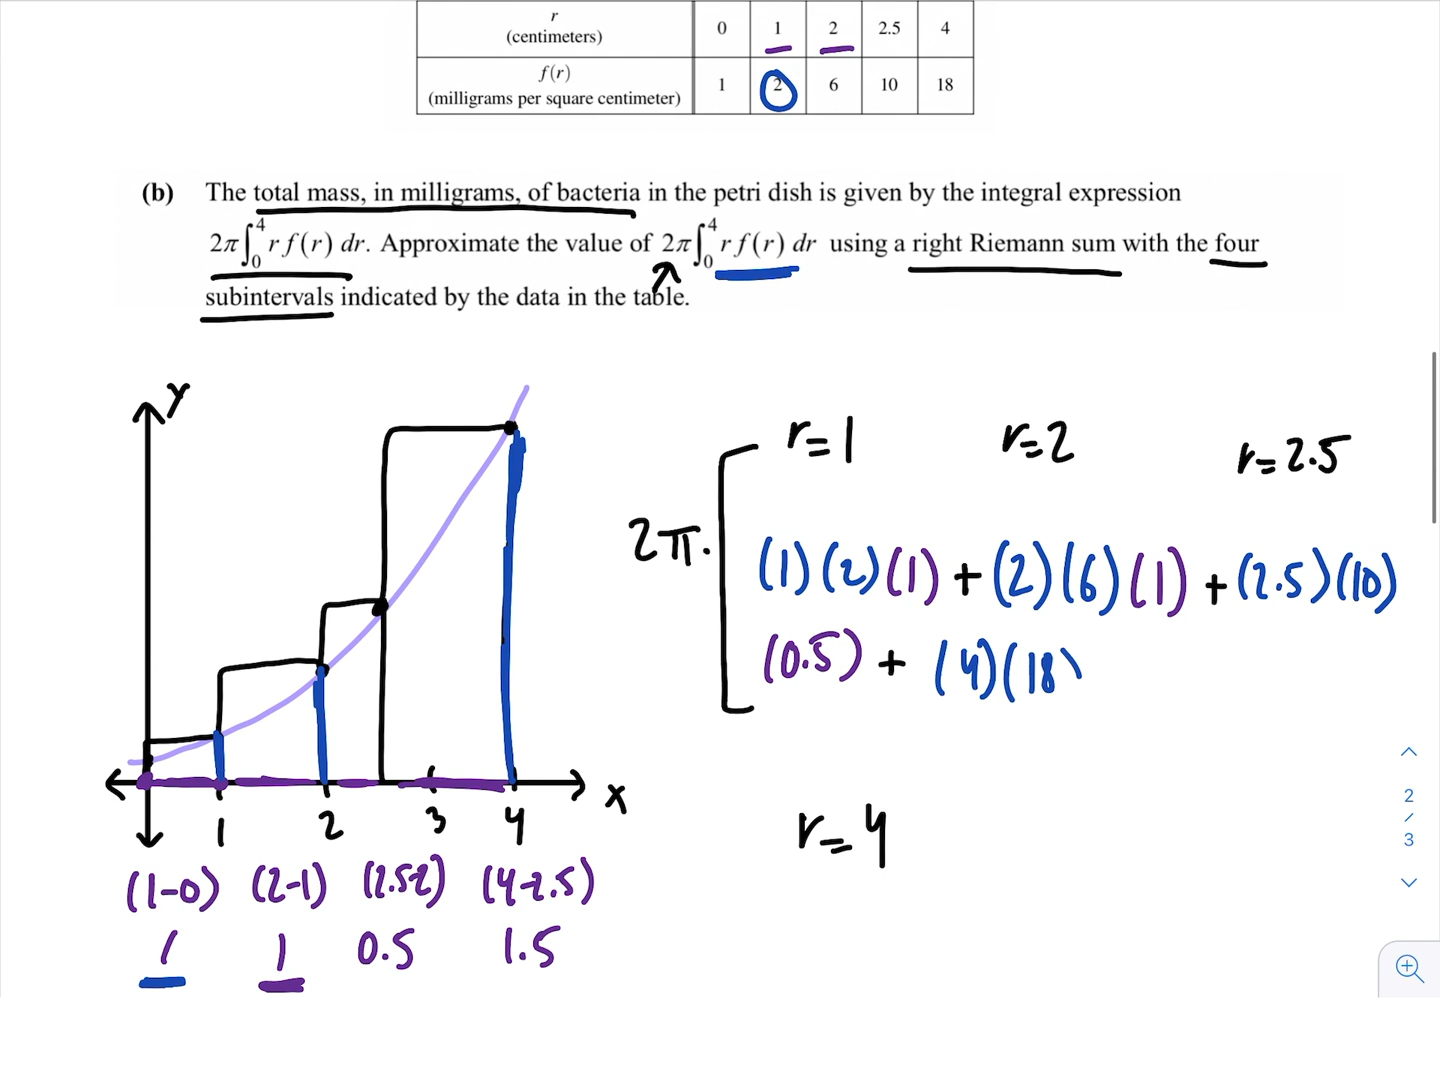 r (centimeters) 0 1 2 2.5 4
f(r) (milligrams per square centimeter) 1 2 6 10 18
(b) The total mass, in milligrams, of bacteria in the petri dish is given by the integral expression
2π∫₀⁴ r f(r) dr. Approximate the value of 2π∫₀⁴ r f(r) dr using a right Riemann sum with the four
subintervals indicated by the data in the table.
y
r=1 r=2 r=2.5
2π·
(1)(2)(1) + (2)(6)(1) + (2.5)(10)
(0.5) + (4)(18)
x
1 2 3 4
r=4
(1-0) (2-1) (2.5-2) (4-2.5)
1 1 0.5 1.5
2
/
3